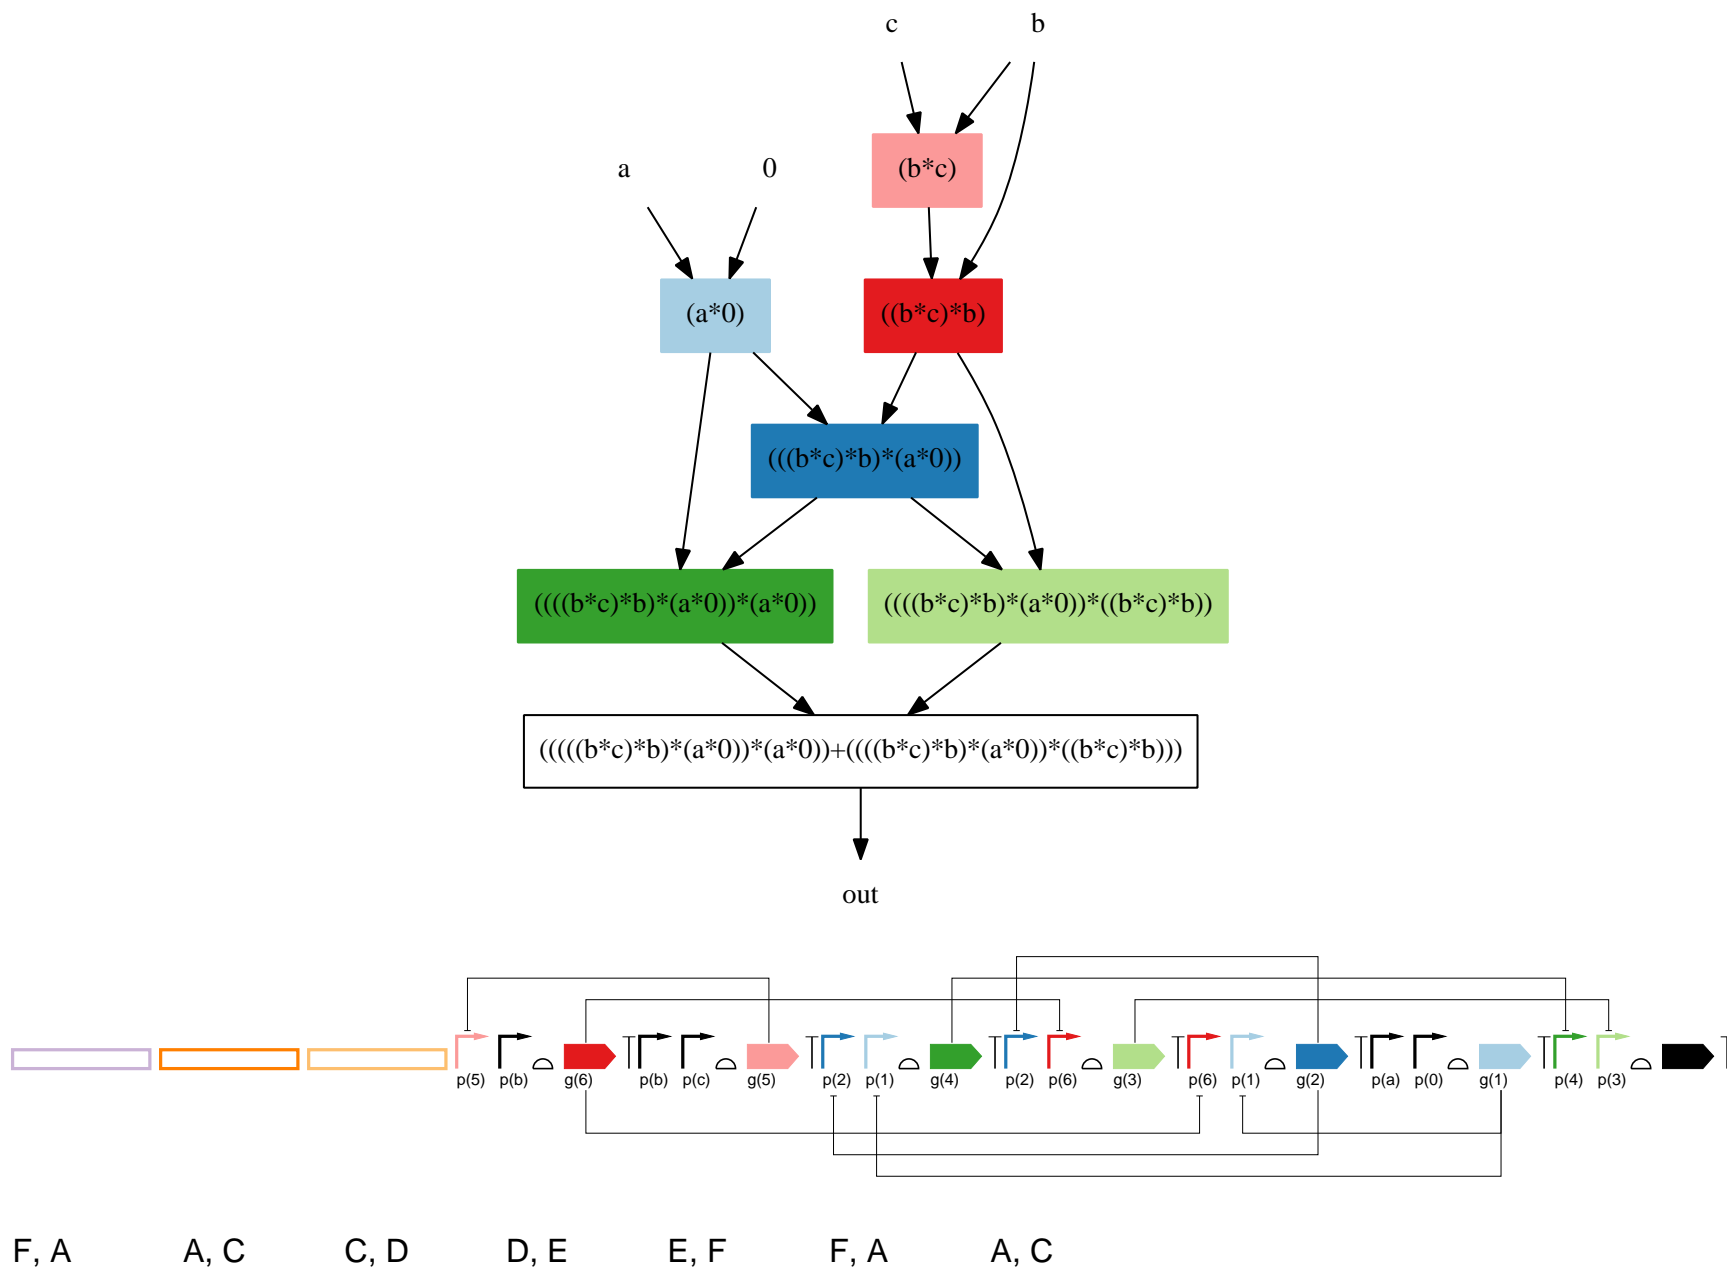 c b
(b*c)
a 0
(a*0) ((b*c)*b)
(((b*c)*b)*(a*0))
((((b*c)*b)*(a*0))*(a*0)) ((((b*c)*b)*(a*0))*((b*c)*b))
(((((b*c)*b)*(a*0))*(a*0))+((((b*c)*b)*(a*0))*((b*c)*b)))
out
p(5) p(b) g(6) p(b) p(c) g(5) p(2) p(1) g(4) p(2) p(6) g(3) p(6) p(1) g(2) p(a) p(0) g(1) p(4) p(3)
F, A A, C C, D D, E E, F F, A A, C